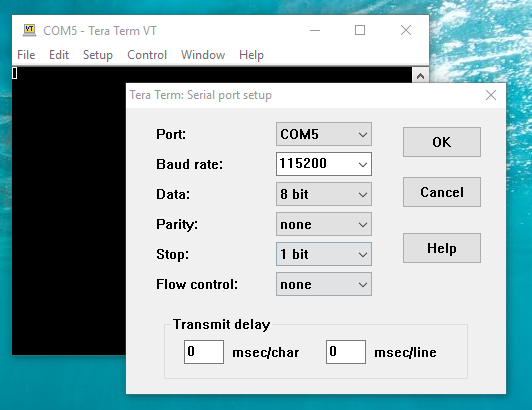 VT COM5 - Tera Term VT
File Edit Setup Control Window Help
Tera Term: Serial port setup
Port: COM5 OK
Baud rate: 115200
Data: 8 bit Cancel
Parity: none
Stop: 1 bit Help
Flow control: none
Transmit delay
0 msec/char 0 msec/line